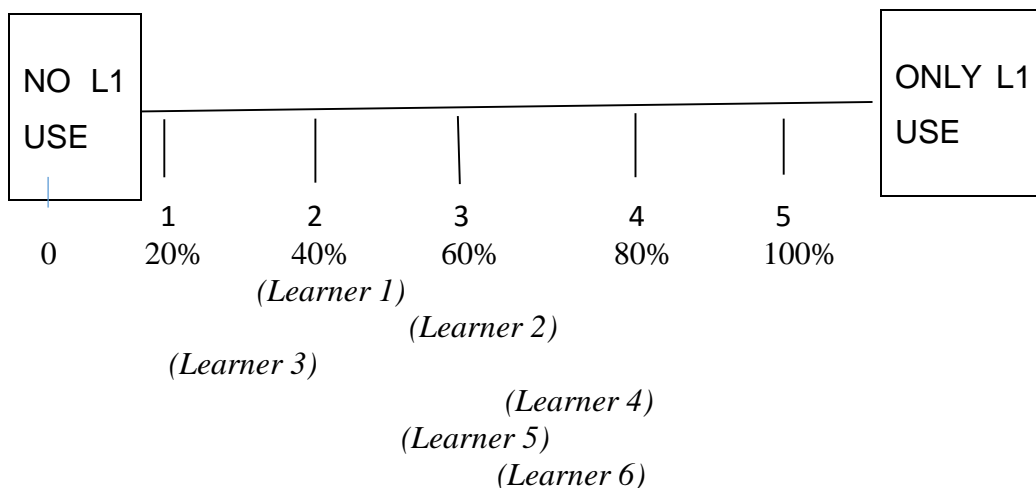 NO L1
USE
ONLY L1
USE
1 2 3 4 5
0 20% 40% 60% 80% 100%
(Learner 1)
(Learner 2)
(Learner 3)
(Learner 4)
(Learner 5)
(Learner 6)